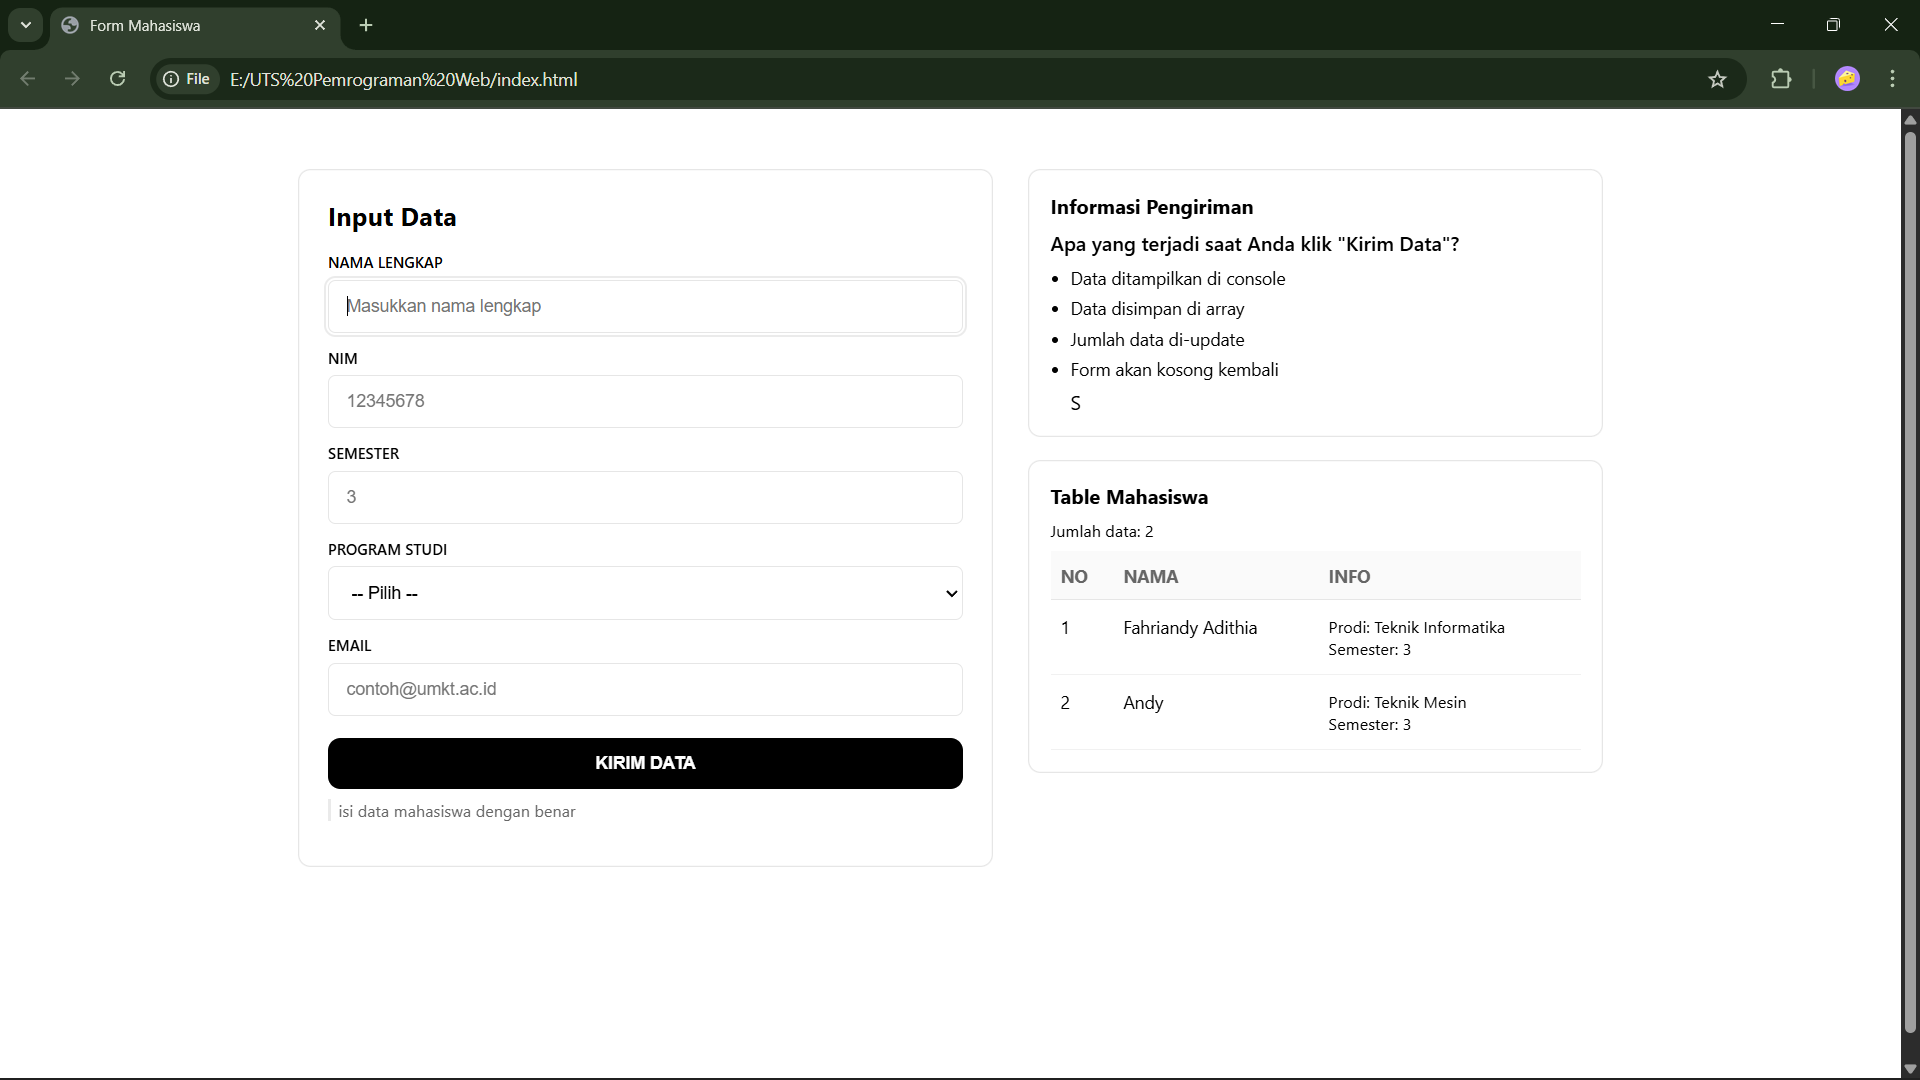 Form Mahasiswa
File
E:/UTS%20Pemrograman%20Web/index.html
Input Data
NAMA LENGKAP
Masukkan nama lengkap
NIM
12345678
SEMESTER
3
PROGRAM STUDI
-- Pilih --
EMAIL
contoh@umkt.ac.id
KIRIM DATA
isi data mahasiswa dengan benar
Informasi Pengiriman
Apa yang terjadi saat Anda klik "Kirim Data"?
• Data ditampilkan di console
• Data disimpan di array
• Jumlah data di-update
• Form akan kosong kembali
S
Table Mahasiswa
Jumlah data: 2
NO NAMA INFO
1 Fahriandy Adithia Prodi: Teknik Informatika
Semester: 3
2 Andy Prodi: Teknik Mesin
Semester: 3